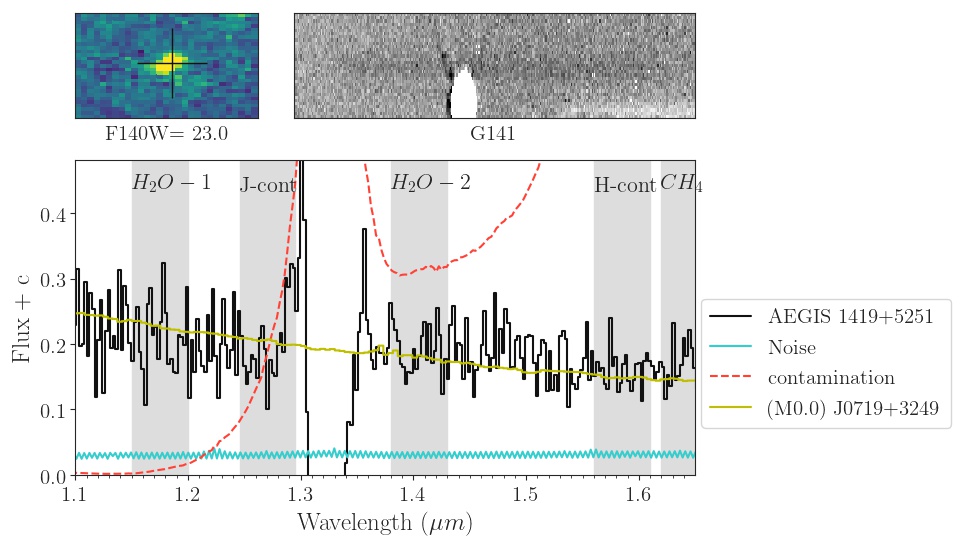 F140W= 23.0
G141
H₂O − 1
J-cont
H₂O − 2
H-cont
CH₄
Flux + c
0.4
0.3
0.2
0.1
0.0
1.1
1.2
1.3
1.4
1.5
1.6
Wavelength (μm)
AEGIS 1419+5251
Noise
contamination
(M0.0) J0719+3249